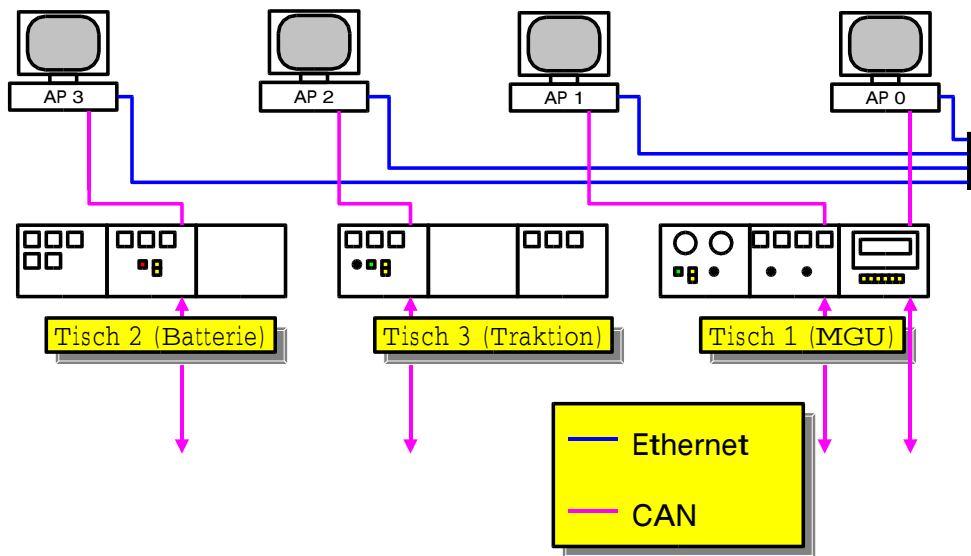 AP 3
AP 2
AP 1
AP 0
Tisch 2 (Batterie)
Tisch 3 (Traktion)
Tisch 1 (MGU)
Ethernet
CAN